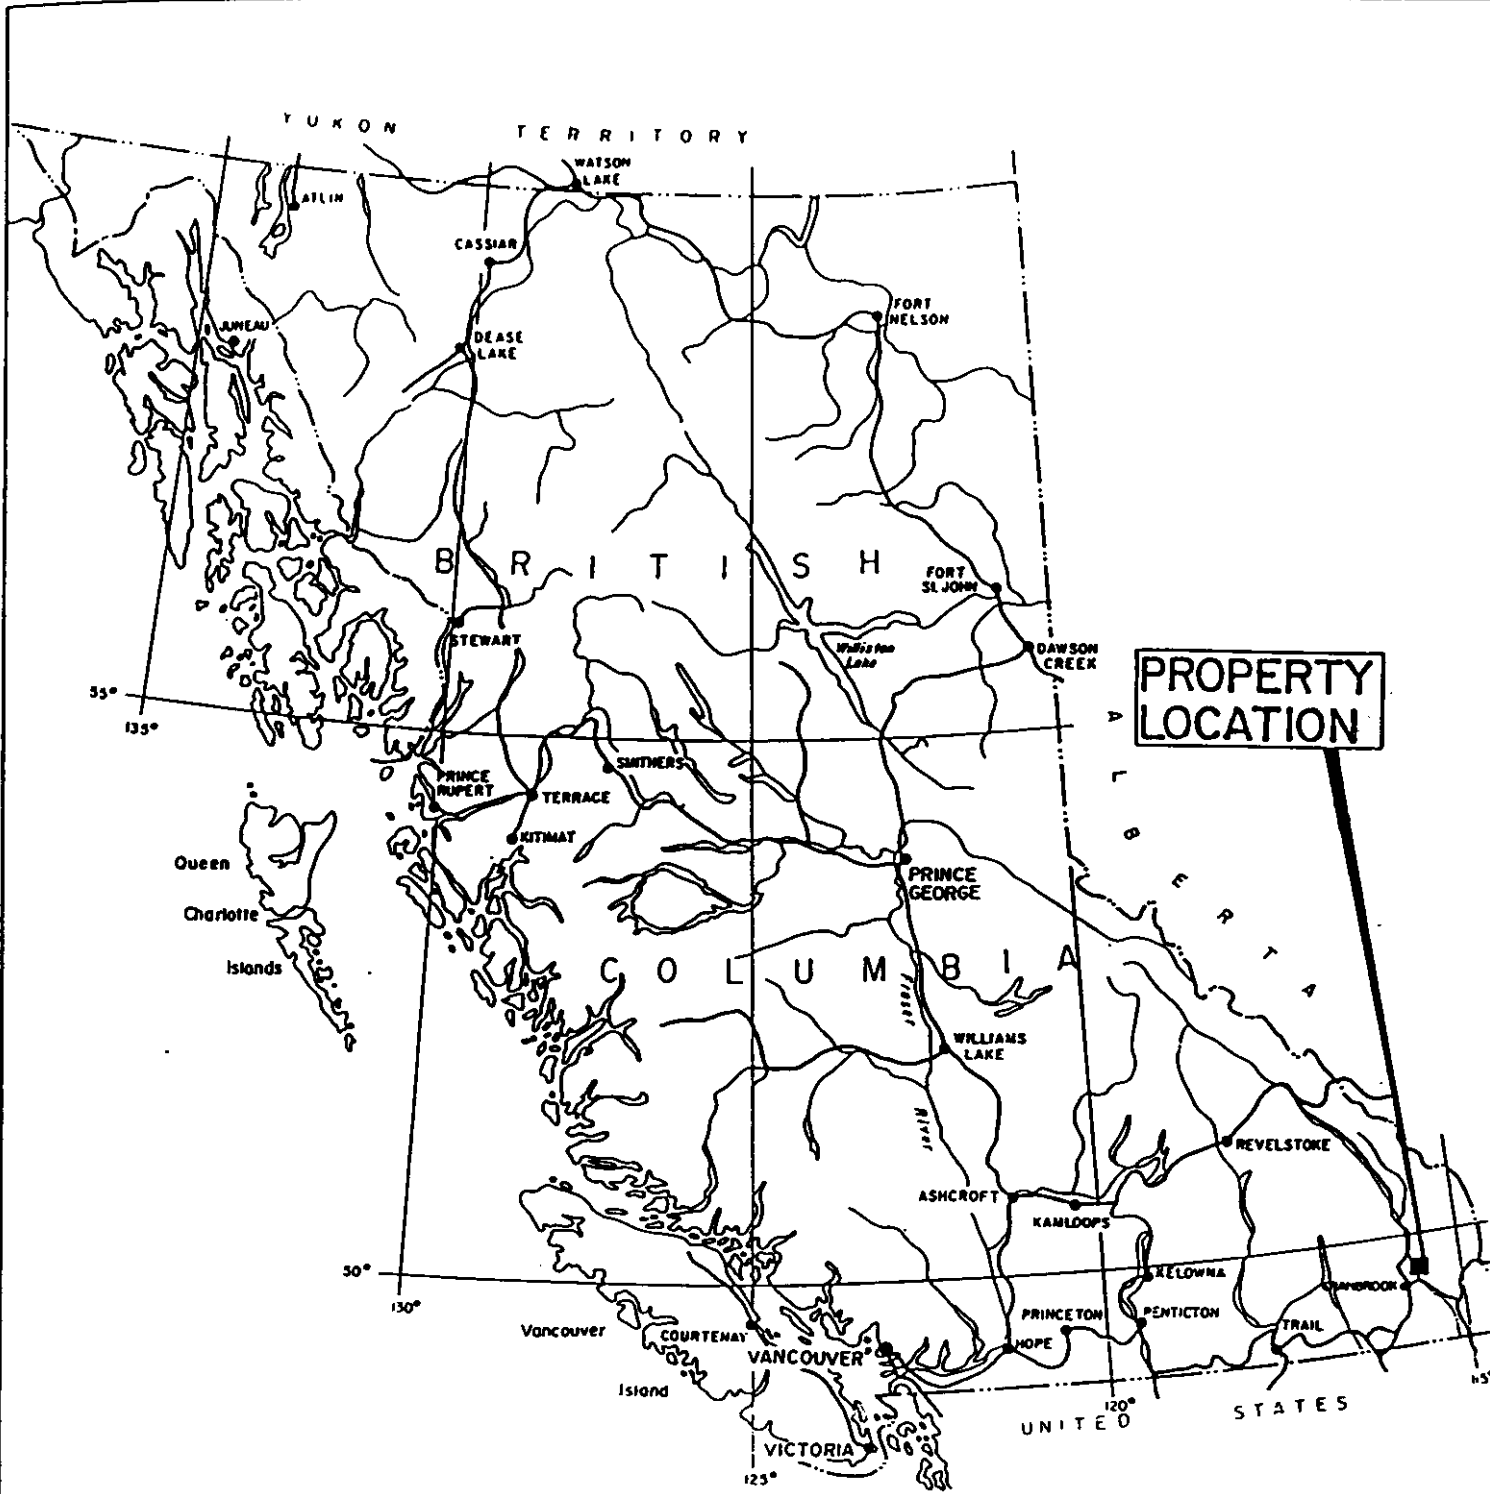 YUKON TERRITORY
WATSON
LAKE
ATLIN
CASSIAR
JUNEAU
DEASE
LAKE
FORT
NELSON
BRITISH
FORT
ST. JOHN
STEWART
Williston
Lake
DAWSON
CREEK
PROPERTY
LOCATION
55°
135°
ALBERTA
SMITHERS
PRINCE
RUPERT
TERRACE
KITIMAT
Queen
Charlotte
Islands
PRINCE
GEORGE
COLUMBIA
Fraser
River
WILLIAMS
LAKE
REVELSTOKE
ASHCROFT
KAMLOOPS
50°
130°
KELOWNA
CRANBROOK
PRINCETON
PENTICTON
TRAIL
Vancouver
Island
COURTENAY
VANCOUVER
HOPE
VICTORIA
125°
120°
115°
UNITED STATES